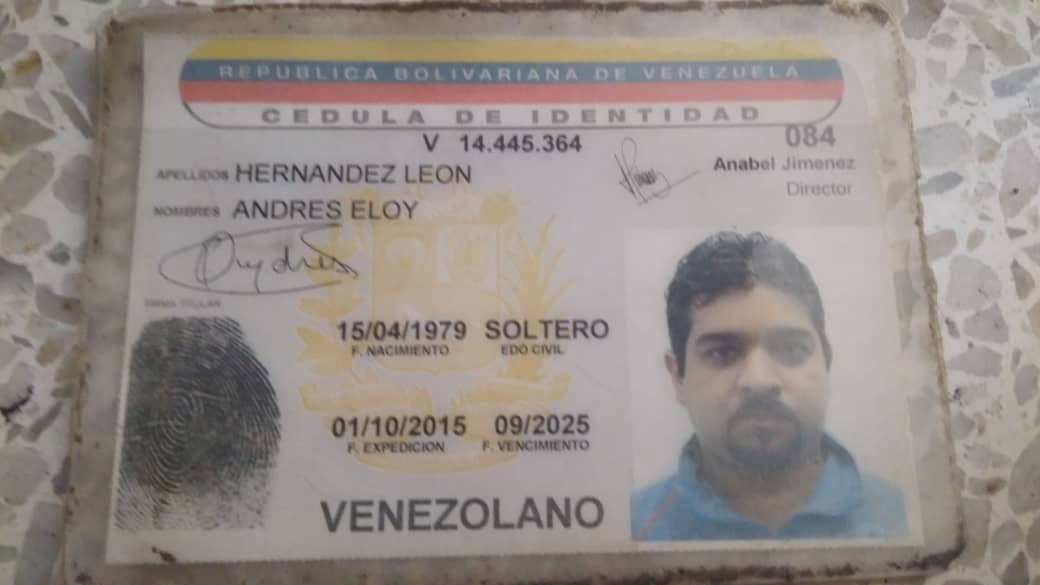 REPUBLICA BOLIVARIANA DE VENEZUELA
CEDULA DE IDENTIDAD
V 14.445.364
084
Anabel Jimenez
Director
APELLIDOS HERNANDEZ LEON
NOMBRES ANDRES ELOY
FIRMA TITULAR
15/04/1979 SOLTERO
F. NACIMIENTO EDO CIVIL
01/10/2015 09/2025
F. EXPEDICION F. VENCIMIENTO
VENEZOLANO